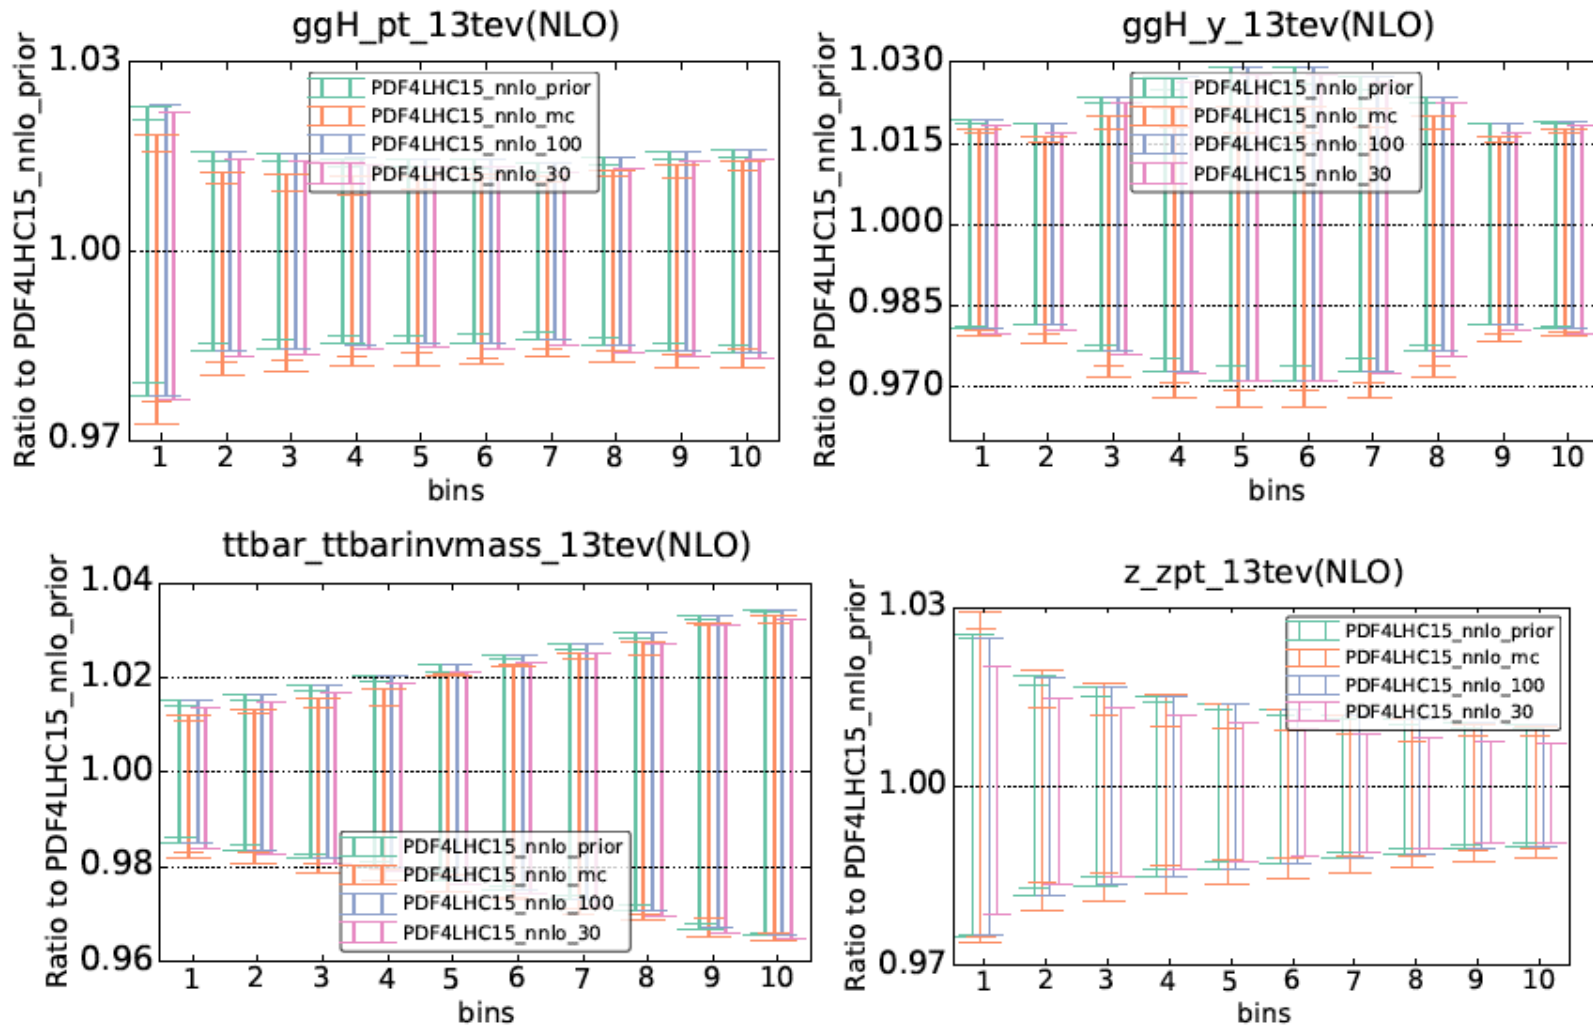 ggH_pt_13tev(NLO)
Ratio to PDF4LHC15_nnlo_prior
1.03
1.00
0.97
PDF4LHC15_nnlo_prior
PDF4LHC15_nnlo_mc
PDF4LHC15_nnlo_100
PDF4LHC15_nnlo_30
1 2 3 4 5 6 7 8 9 10
bins
ggH_y_13tev(NLO)
Ratio to PDF4LHC15_nnlo_prior
1.030
1.015
1.000
0.985
0.970
PDF4LHC15_nnlo_prior
PDF4LHC15_nnlo_mc
PDF4LHC15_nnlo_100
PDF4LHC15_nnlo_30
1 2 3 4 5 6 7 8 9 10
bins
ttbar_ttbarinvmass_13tev(NLO)
Ratio to PDF4LHC15_nnlo_prior
1.04
1.02
1.00
0.98
0.96
PDF4LHC15_nnlo_prior
PDF4LHC15_nnlo_mc
PDF4LHC15_nnlo_100
PDF4LHC15_nnlo_30
1 2 3 4 5 6 7 8 9 10
bins
z_zpt_13tev(NLO)
Ratio to PDF4LHC15_nnlo_prior
1.03
1.00
0.97
PDF4LHC15_nnlo_prior
PDF4LHC15_nnlo_mc
PDF4LHC15_nnlo_100
PDF4LHC15_nnlo_30
1 2 3 4 5 6 7 8 9 10
bins